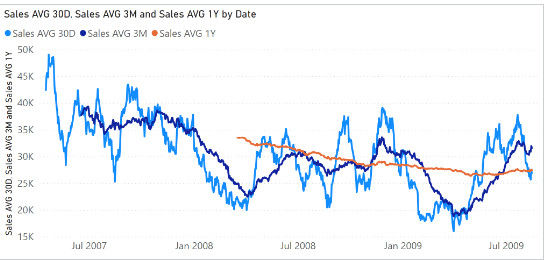 Sales AVG 30D, Sales AVG 3M and Sales AVG 1Y by Date
Sales AVG 30D Sales AVG 3M Sales AVG 1Y
Sales AVG 30D, Sales AVG 3M and Sales AVG 1Y
50K
45K
40K
35K
30K
25K
20K
15K
Jul 2007 Jan 2008 Jul 2008 Jan 2009 Jul 2009